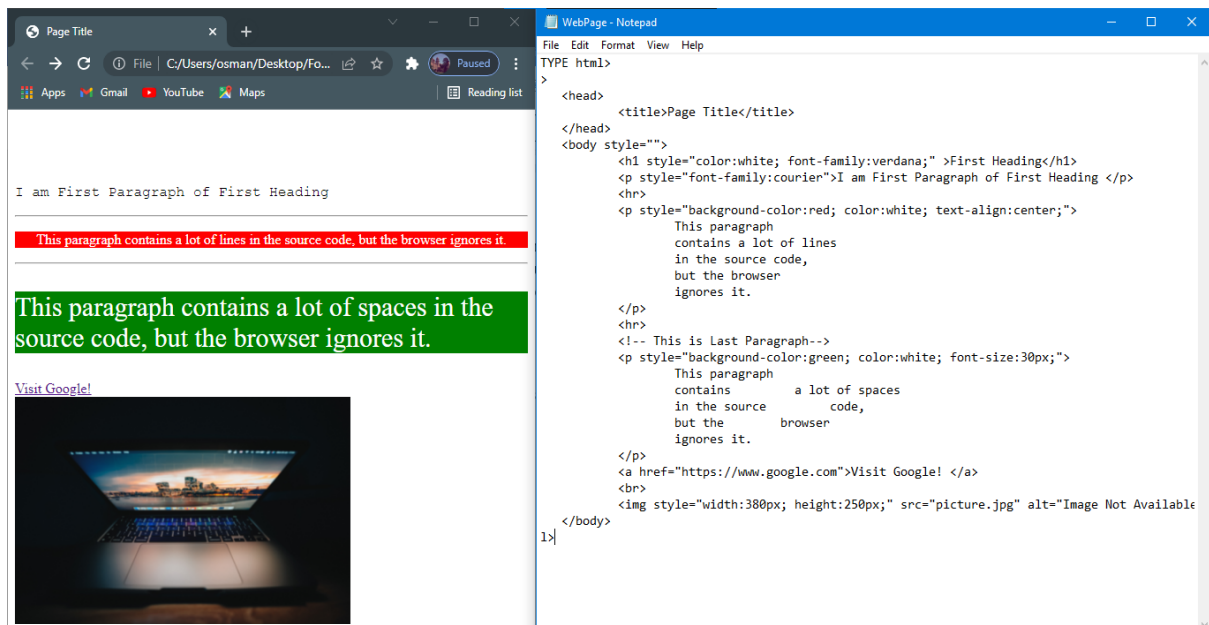 Page Title
File
C:/Users/osman/Desktop/Fo...
Paused
Apps
Gmail
YouTube
Maps
Reading list
I am First Paragraph of First Heading
This paragraph contains a lot of lines in the source code, but the browser ignores it.
This paragraph contains a lot of spaces in the
source code, but the browser ignores it.
Visit Google!
WebPage - Notepad
File Edit Format View Help
TYPE html>
>
<head>
<title>Page Title</title>
</head>
<body style="">
<h1 style="color:white; font-family:verdana;" >First Heading</h1>
<p style="font-family:courier">I am First Paragraph of First Heading </p>
<hr>
<p style="background-color:red; color:white; text-align:center;">
This paragraph
contains a lot of lines
in the source code,
but the browser
ignores it.
</p>
<hr>
<!-- This is Last Paragraph-->
<p style="background-color:green; color:white; font-size:30px;">
This paragraph
contains         a lot of spaces
in the source         code,
but the        browser
ignores it.
</p>
<a href="https://www.google.com">Visit Google! </a>
<br>
<img style="width:380px; height:250px;" src="picture.jpg" alt="Image Not Available
</body>
l>